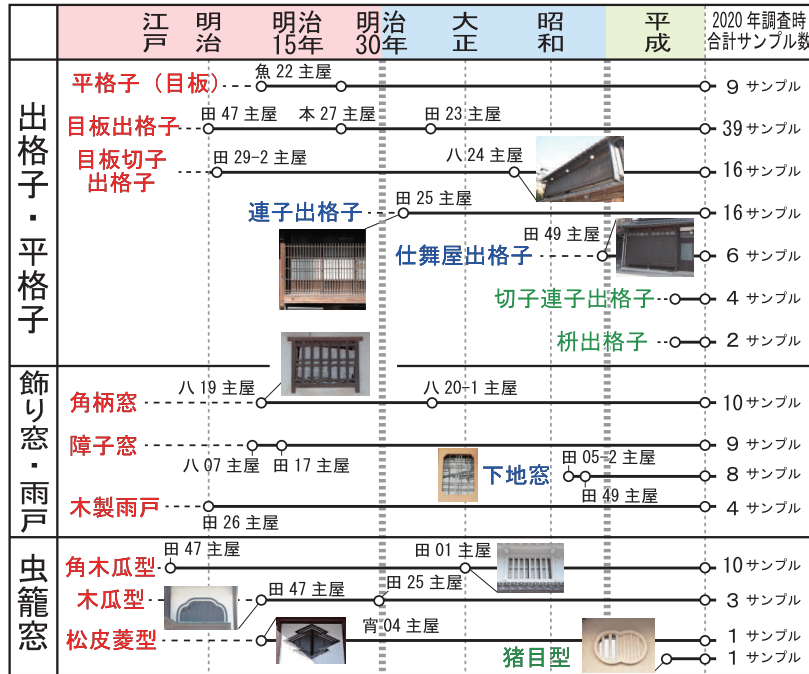 江戸 明治 明治15年 明治30年 大正 昭和 平成 2020年調査時合計サンプル数
出格子・平格子
平格子（目板） 魚22主屋 9サンプル
目板出格子 田47主屋 本27主屋 田23主屋 39サンプル
目板切子出格子 田29-2主屋 八24主屋 16サンプル
連子出格子 田25主屋 16サンプル
仕舞屋出格子 田49主屋 6サンプル
切子連子出格子 4サンプル
枡出格子 2サンプル
飾り窓・雨戸
角柄窓 八19主屋 八20-1主屋 10サンプル
障子窓 八07主屋 田17主屋 9サンプル
下地窓 田05-2主屋 田49主屋 8サンプル
木製雨戸 田26主屋 4サンプル
虫籠窓
角木瓜型 田47主屋 田01主屋 10サンプル
木瓜型 田47主屋 田25主屋 3サンプル
松皮菱型 宵04主屋 1サンプル
猪目型 1サンプル